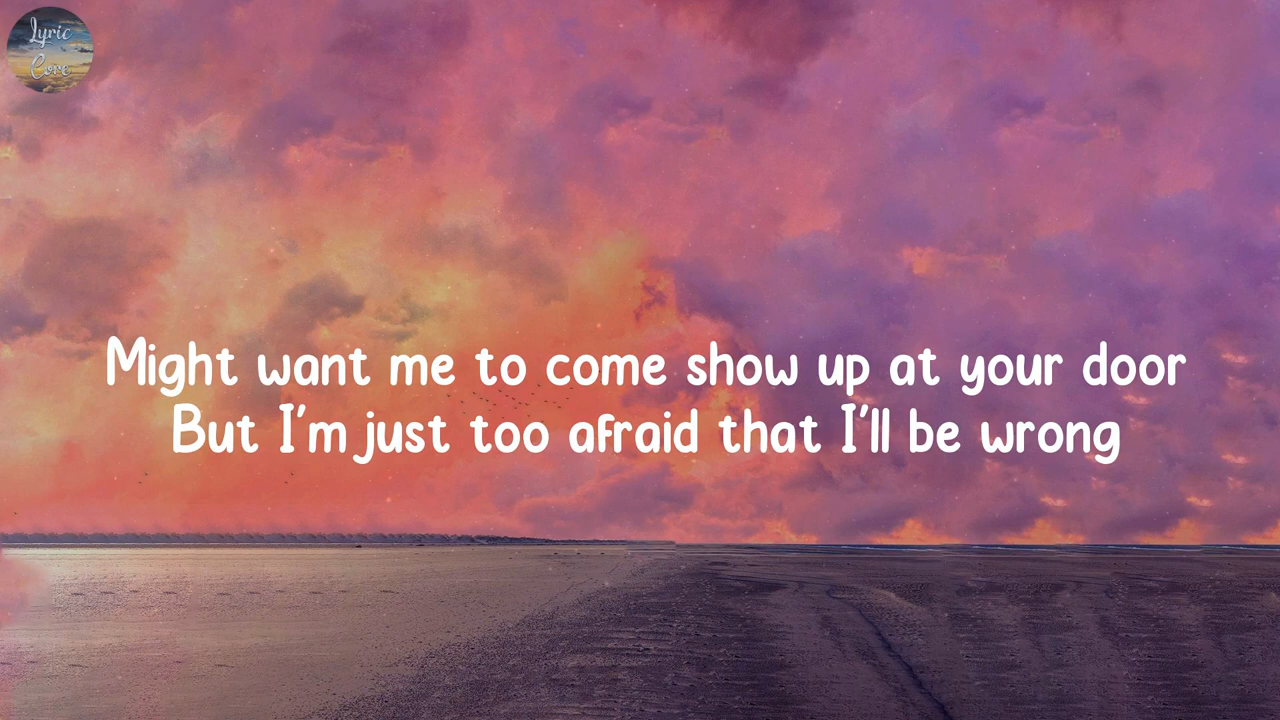 Lyric
Core
Might want me to come show up at your door
But I'm just too afraid that I'll be wrong